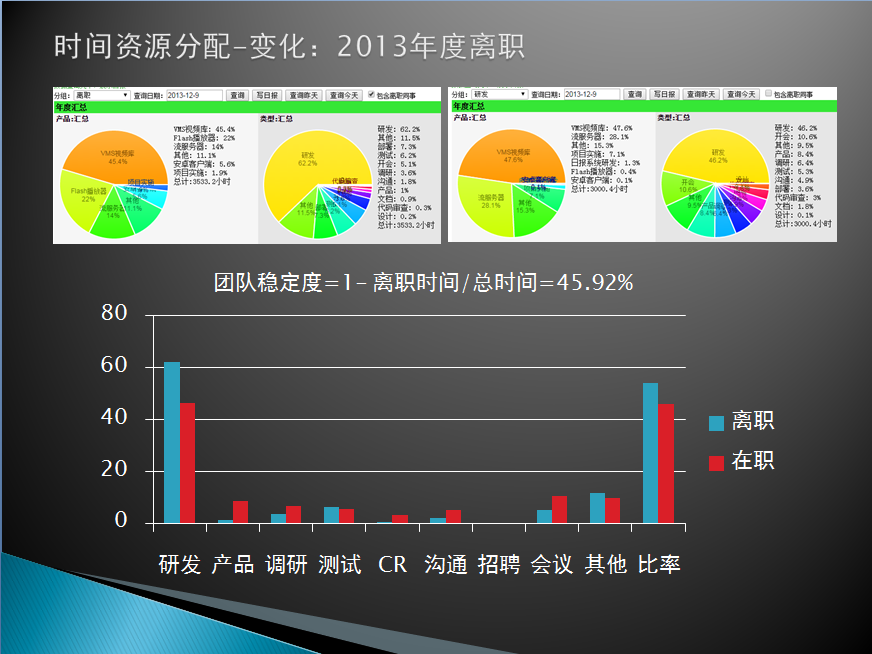 时间资源分配-变化：2013年度离职
分组：离职 查询日期：2013-12-9 查询 写日报 查询昨天 查询今天 包含离职同事
年度汇总
产品:汇总
VMS视频库
45.4%
Flash播放器
22%
流服务器
14%
VMS视频库：45.4%
Flash播放器：22%
流服务器：14%
其他：11.1%
安卓客户端：5.6%
项目实施：1.9%
总计:3533.2小时
类型:汇总
研发
62.2%
其他
11.5%
研发：62.2%
其他：11.5%
部署：7.3%
测试：6.2%
开会：5.1%
调研：3.6%
沟通：1.8%
产品：1%
文档：0.9%
代码审查：0.3%
设计：0.2%
总计:3533.2小时
分组：研发 查询日期：2013-12-9 查询 写日报 查询昨天 查询今天 包含离职同事
年度汇总
产品:汇总
VMS视频库
47.6%
流服务器
28.1%
其他
15.3%
VMS视频库：47.6%
流服务器：28.1%
其他：15.3%
项目实施：7.1%
日报系统研发：1.3%
Flash播放器：0.4%
安卓客户端：0.1%
总计:3000.4小时
类型:汇总
研发
46.2%
开会
10.6%
其他
9.5%
研发：46.2%
开会：10.6%
其他：9.5%
产品：8.4%
调研：6.4%
测试：5.3%
沟通：4.9%
部署：3.6%
代码审查：3%
文档：1.8%
设计：0.1%
总计:3000.4小时
团队稳定度=1-离职时间/总时间=45.92%
80
60
40
20
0
研发 产品 调研 测试 CR 沟通 招聘 会议 其他 比率
离职
在职